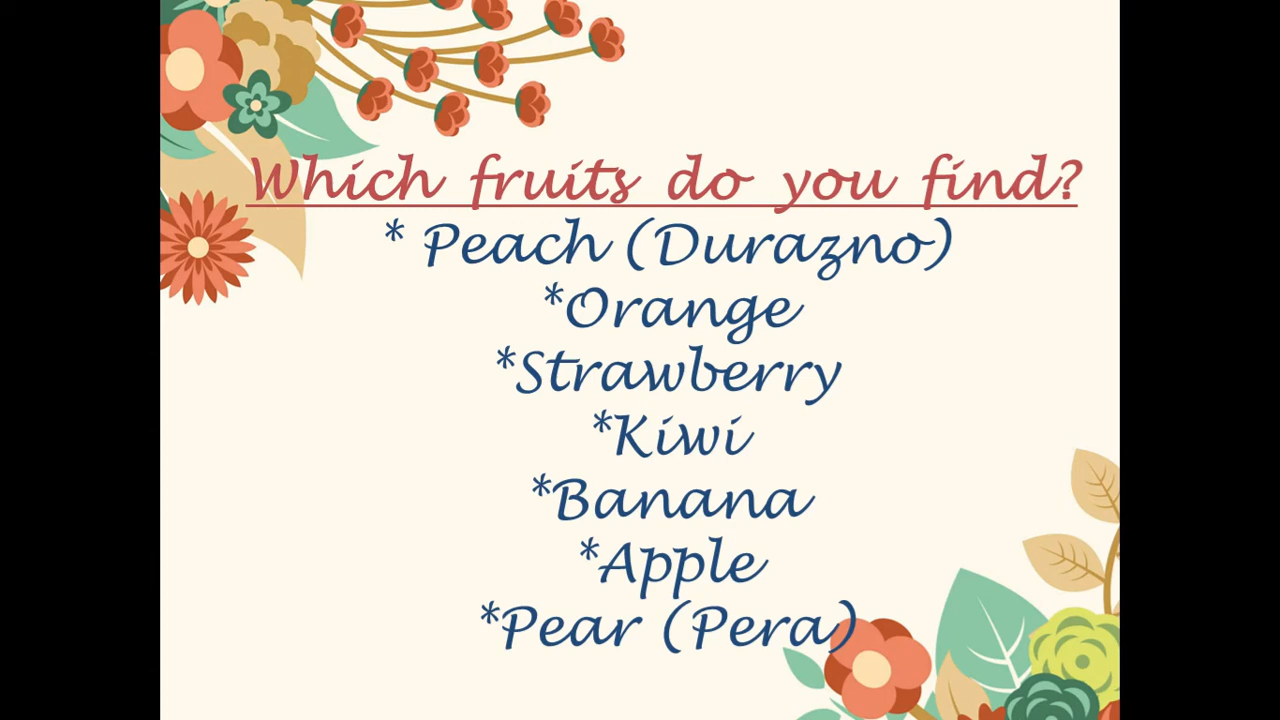 Which fruits do you find?
* Peach (Durazno)
*Orange
*Strawberry
*Kiwi
*Banana
*Apple
*Pear (Pera)